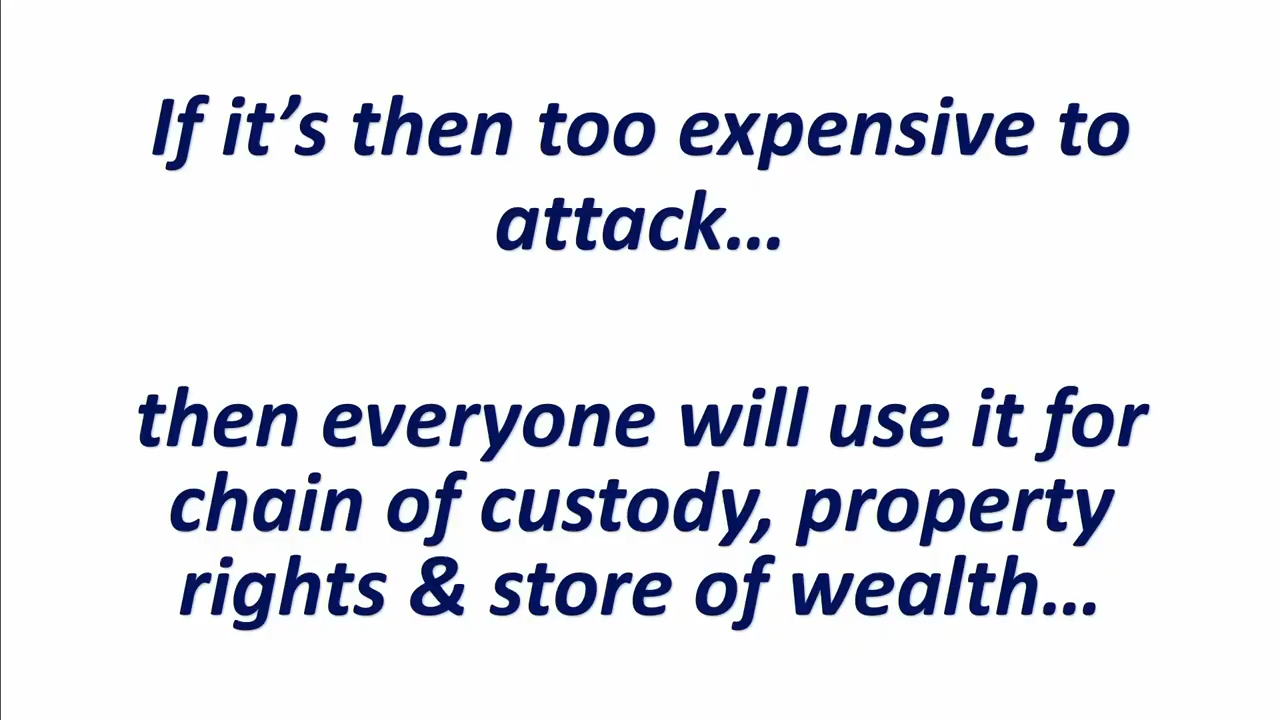 If it’s then too expensive to
attack…
then everyone will use it for
chain of custody, property
rights & store of wealth…